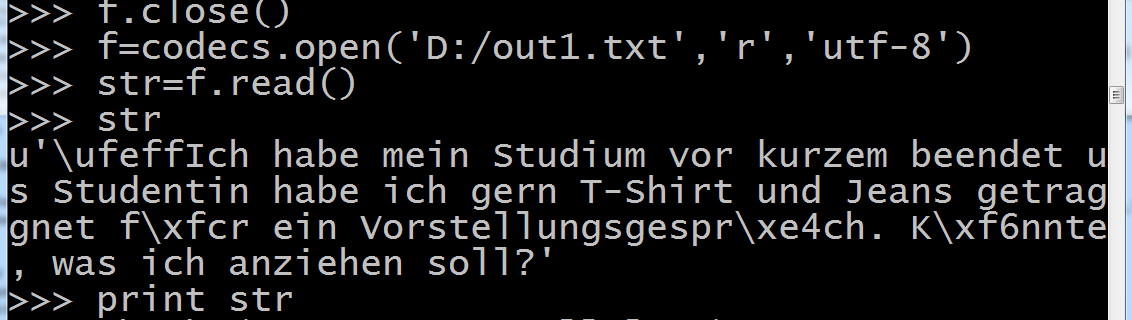 >>> f.close()
>>> f=codecs.open('D:/out1.txt','r','utf-8')
>>> str=f.read()
>>> str
u'\ufeffIch habe mein Studium vor kurzem beendet u
s Studentin habe ich gern T-Shirt und Jeans getrag
gnet f\xfcr ein Vorstellungsgespr\xe4ch. K\xf6nnte
, was ich anziehen soll?'
>>> print str